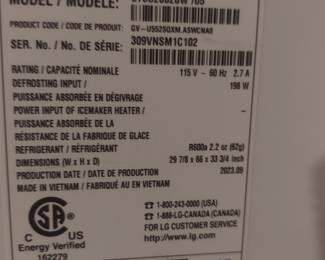 MODEL / MODÈLE:
PRODUCT CODE / CODE DE PRODUIT:
GV-U5525QXM.ASWCNA0
SER. No. / No DE SÉRIE: 309VNSM1C102
RATING / CAPACITÉ NOMINALE 115 V~ 60 Hz 2.7 A
DEFROSTING INPUT / 198 W
PUISSANCE ABSORBÉE EN DÉGIVRAGE
POWER INPUT OF ICEMAKER HEATER / –
PUISSANCE ABSORBÉE DE LA
RÉSISTANCE DE LA FABRIQUE DE GLACE
REFRIGERANT / RÉFRIGÉRANT R600a 2.2 oz (62g)
DIMENSIONS (W x H x D) 29 7/8 x 66 x 33 3/4 inch
PRODUCTION DATE / DATE DE PRODUCTION 2023.09
MADE IN VIETNAM / FABRIQUÉ AU EN VIETNAM
☎ 1-800-243-0000 (USA)
☎ 1-888-LG-CANADA (CANADA)
FOR LG CUSTOMER SERVICE
http://www.lg.com
C US
Energy Verified
162279